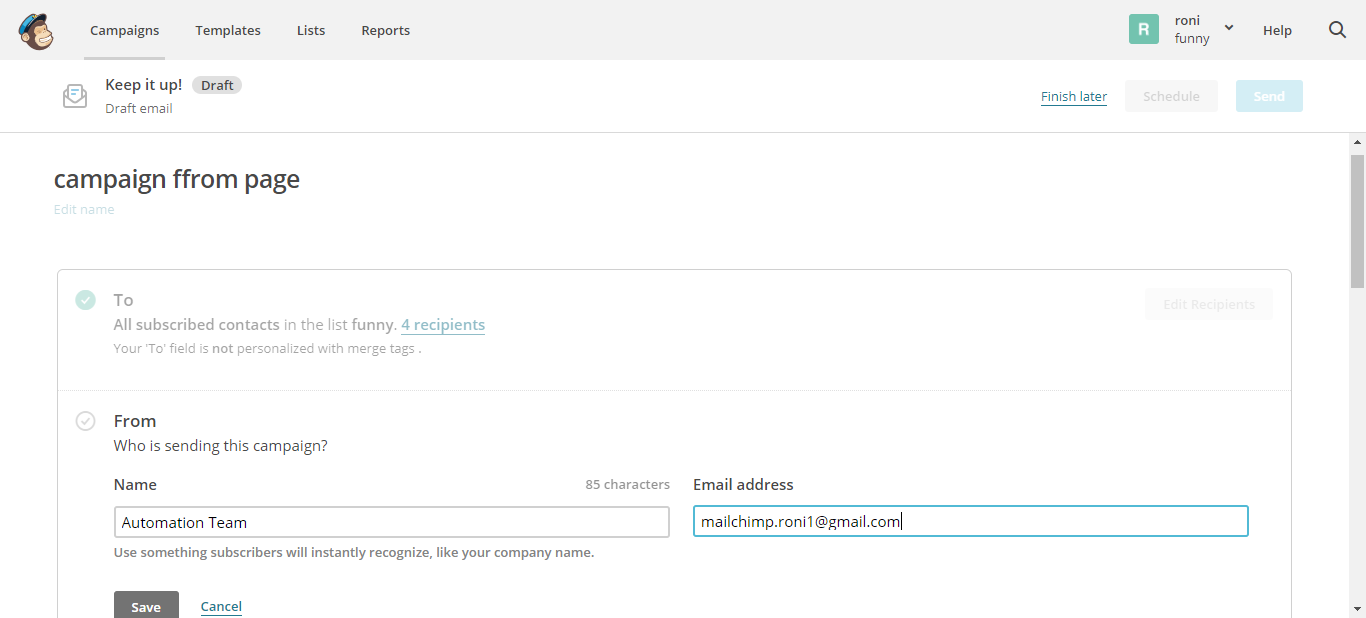 Campaigns Templates Lists Reports R roni Help
funny
Keep it up! Draft
Draft email
Finish later Schedule Send
campaign ffrom page
Edit name
To
Edit Recipients
All subscribed contacts in the list funny. 4 recipients
Your 'To' field is not personalized with merge tags .
From
Who is sending this campaign?
Name 85 characters Email address
Automation Team mailchimp.roni1@gmail.com
Use something subscribers will instantly recognize, like your company name.
Save Cancel